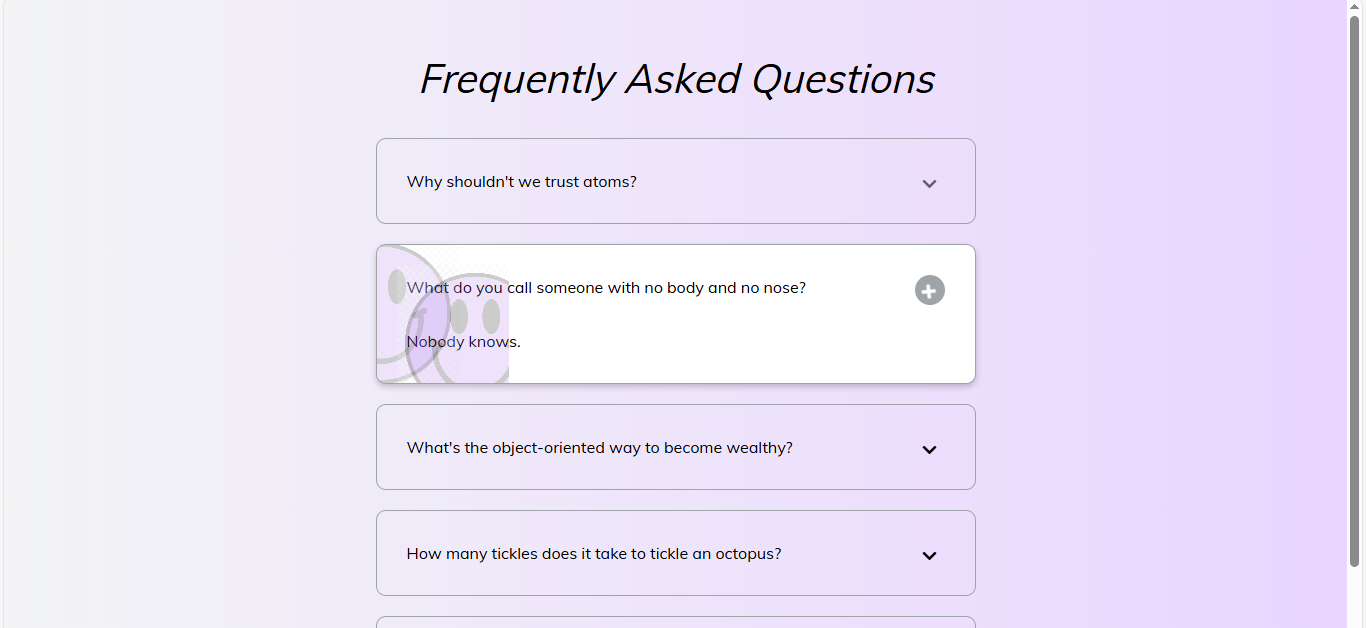 Frequently Asked Questions
Why shouldn't we trust atoms?
What do you call someone with no body and no nose?
Nobody knows.
What's the object-oriented way to become wealthy?
How many tickles does it take to tickle an octopus?